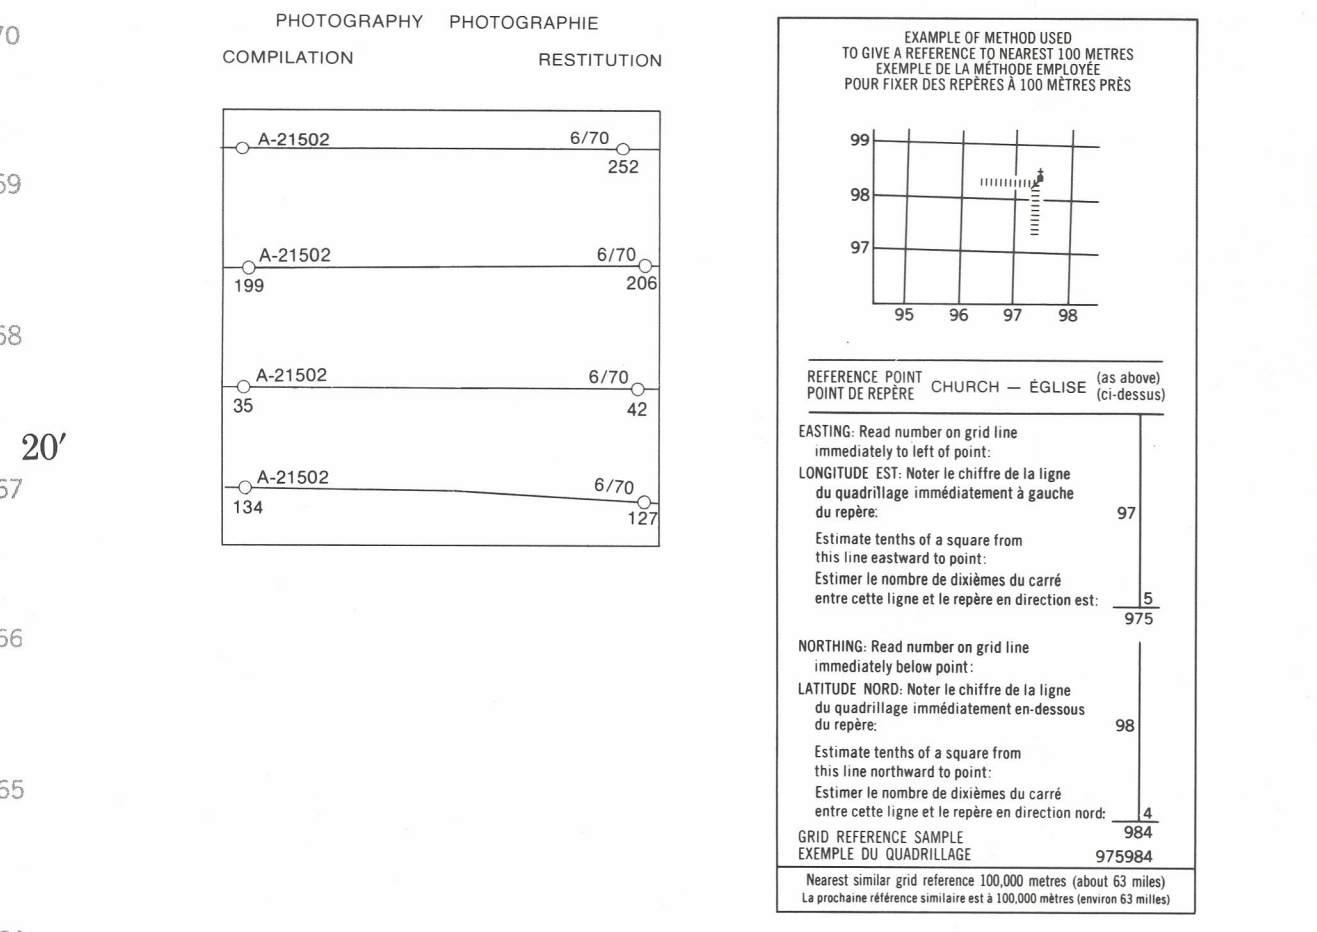 70
69
68
20′
67
66
65
PHOTOGRAPHY PHOTOGRAPHIE
COMPILATION RESTITUTION
A-21502 6/70
252
A-21502 6/70
199 206
A-21502 6/70
35 42
A-21502 6/70
134 127
EXAMPLE OF METHOD USED
TO GIVE A REFERENCE TO NEAREST 100 METRES
EXEMPLE DE LA MÉTHODE EMPLOYÉE
POUR FIXER DES REPÈRES À 100 MÈTRES PRÈS
99
98
97
95 96 97 98
REFERENCE POINT
POINT DE REPÈRE
CHURCH — ÉGLISE
(as above)
(ci-dessus)
EASTING: Read number on grid line
immediately to left of point:
LONGITUDE EST: Noter le chiffre de la ligne
du quadrillage immédiatement à gauche
du repère: 97
Estimate tenths of a square from
this line eastward to point:
Estimer le nombre de dixièmes du carré
entre cette ligne et le repère en direction est: 5
975
NORTHING: Read number on grid line
immediately below point:
LATITUDE NORD: Noter le chiffre de la ligne
du quadrillage immédiatement en-dessous
du repère: 98
Estimate tenths of a square from
this line northward to point:
Estimer le nombre de dixièmes du carré
entre cette ligne et le repère en direction nord: 4
GRID REFERENCE SAMPLE 984
EXEMPLE DU QUADRILLAGE 975984
Nearest similar grid reference 100,000 metres (about 63 miles)
La prochaine référence similaire est à 100,000 mètres (environ 63 milles)